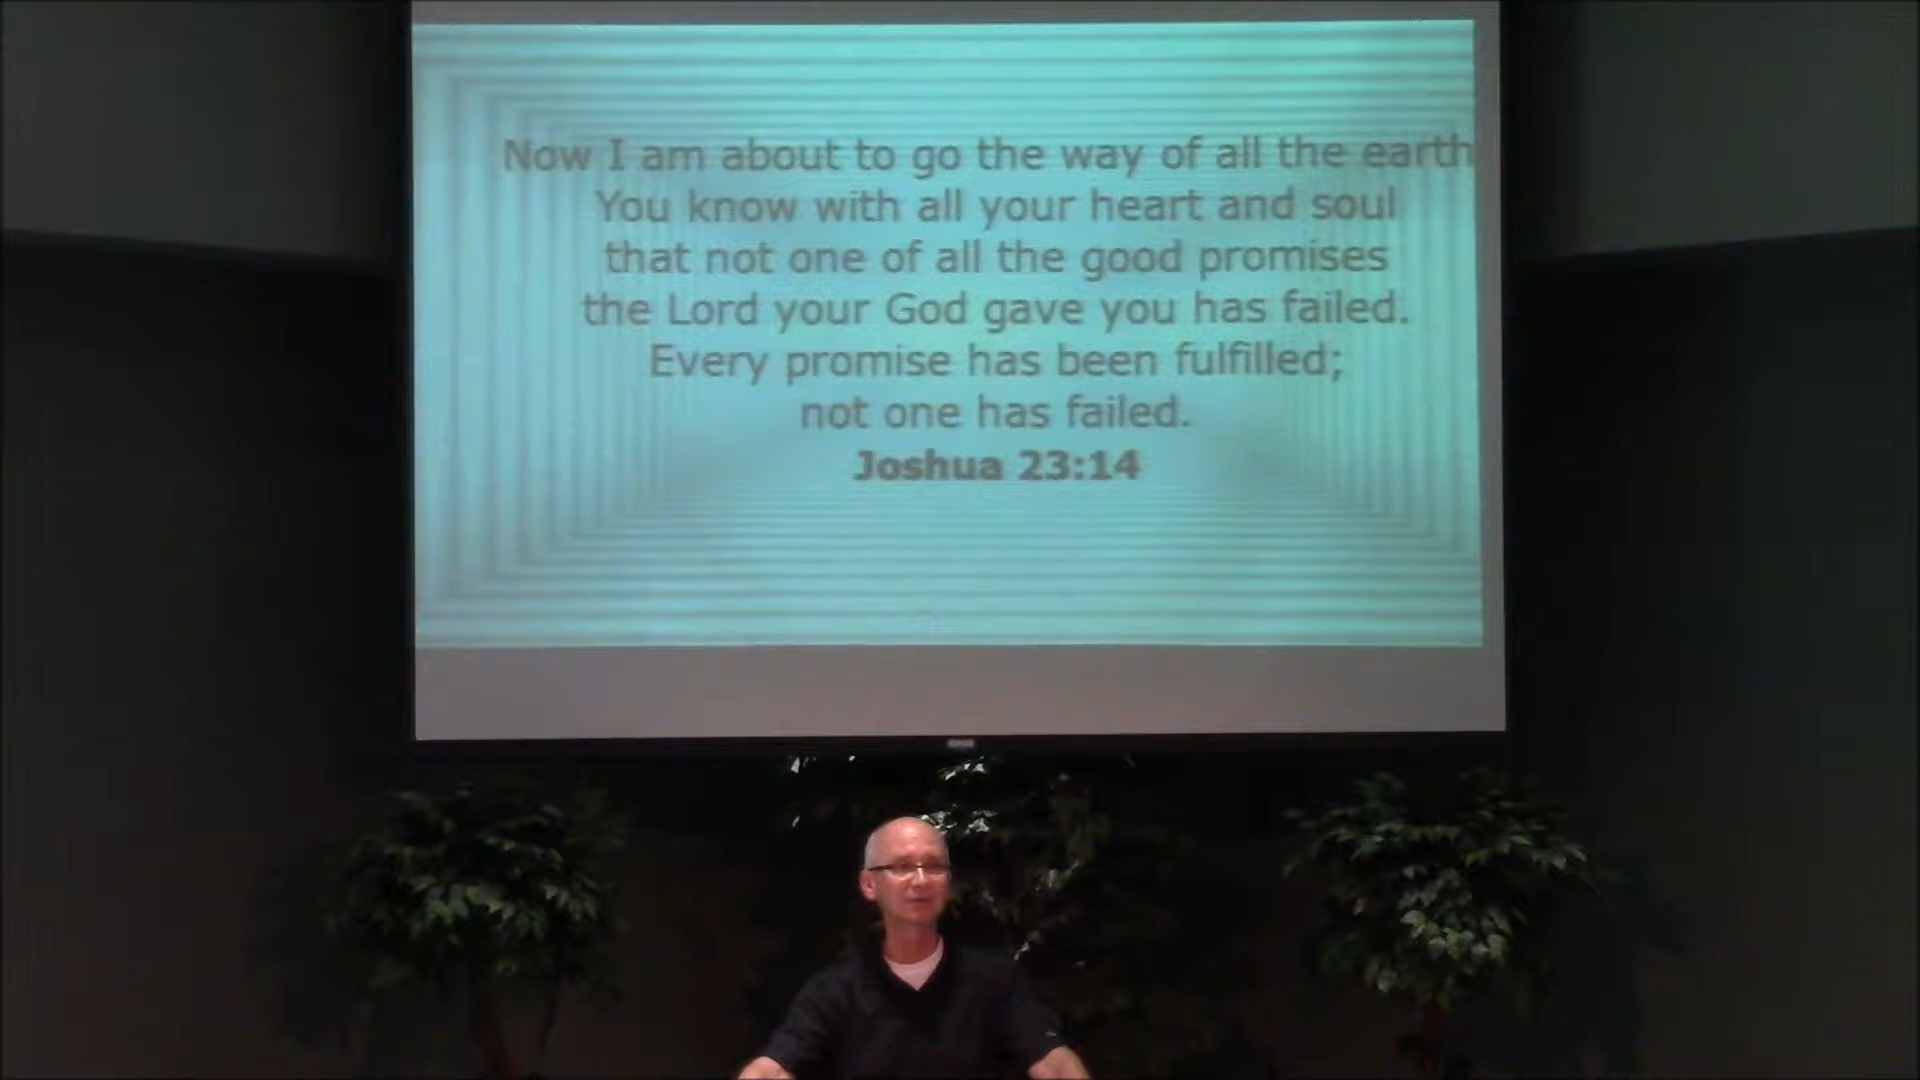 Now I am about to go the way of all the earth
You know with all your heart and soul
that not one of all the good promises
the Lord your God gave you has failed.
Every promise has been fulfilled;
not one has failed.
Joshua 23:14